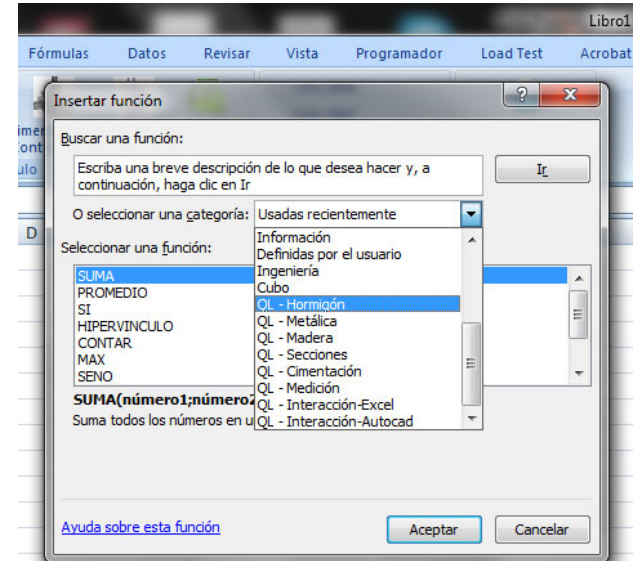 Libro1
Fórmulas Datos Revisar Vista Programador Load Test Acrobat
Insertar función
Buscar una función:
Escriba una breve descripción de lo que desea hacer y, a
continuación, haga clic en Ir
Ir
O seleccionar una categoría: Usadas recientemente
Información
Definidas por el usuario
Ingeniería
Cubo
QL - Hormigón
QL - Metálica
QL - Madera
QL - Secciones
QL - Cimentación
QL - Medición
QL - Interacción-Excel
QL - Interacción-Autocad
D
Seleccionar una función:
SUMA
PROMEDIO
SI
HIPERVINCULO
CONTAR
MAX
SENO
SUMA(número1;número2
Suma todos los números en u
Ayuda sobre esta función
Aceptar
Cancelar